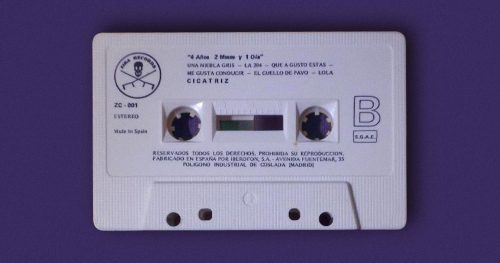 ZIKA RECORDS
"4 Años 2 Meses y 1 Día"
UNA NIEBLA GRIS — LA 204 — QUE A GUSTO ESTAS —
ME GUSTA CONDUCIR — EL CUELLO DE PAVO — LOLA
CICATRIZ
ZC - 001
ESTEREO
Made in Spain
B
S.G.A.E.
RESERVADOS TODOS LOS DERECHOS. PROHIBIDA SU REPRODUCCION.
FABRICADO EN ESPAÑA POR IBEROFON, S.A. - AVENIDA FUENTEMAR, 35
POLIGONO INDUSTRIAL DE COSLADA (MADRID)